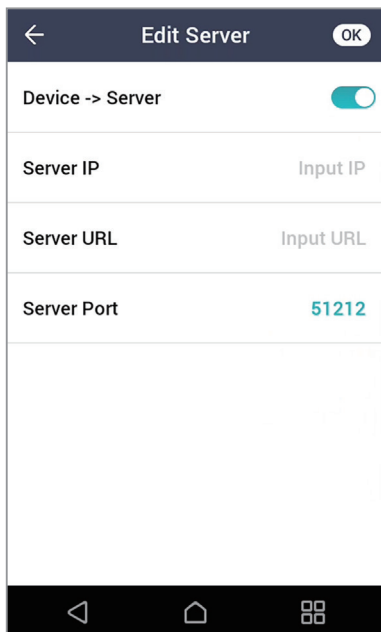 Edit Server
OK
Device -> Server
Server IP
Input IP
Server URL
Input URL
Server Port
51212